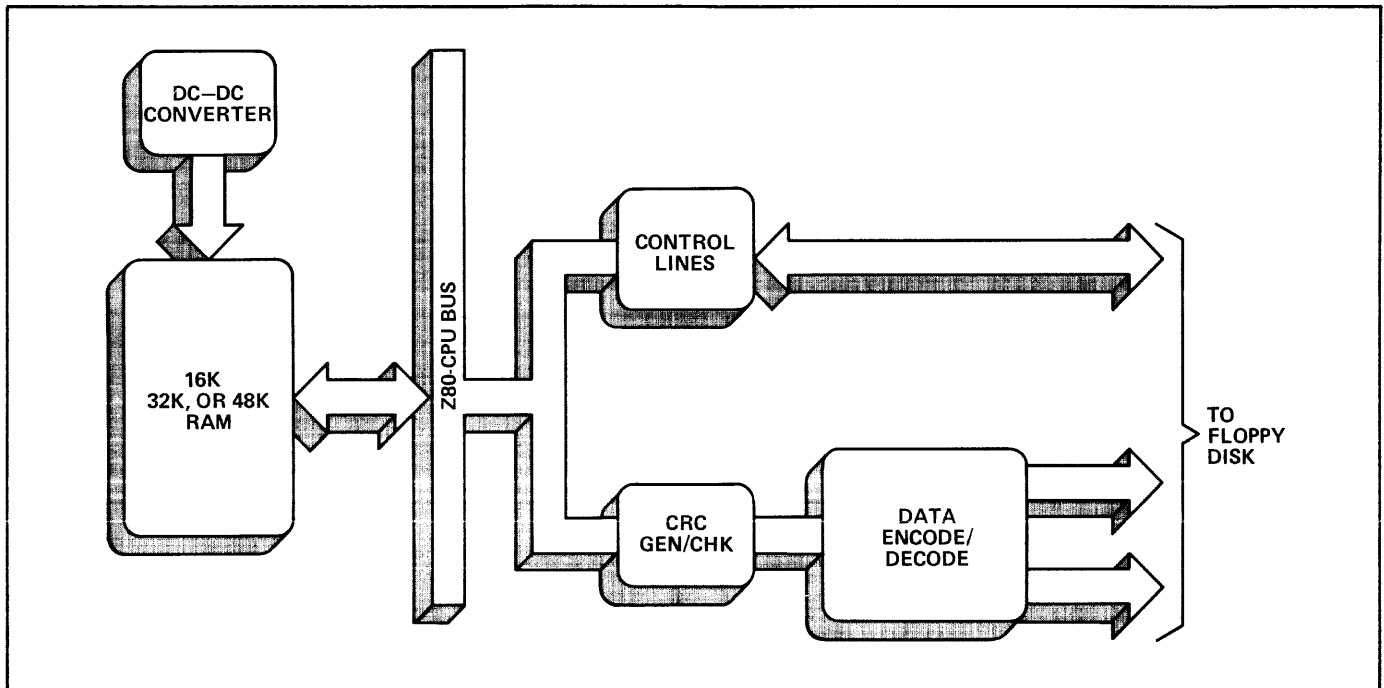 DC–DC
CONVERTER
16K
32K, OR 48K
RAM
Z80-CPU BUS
CONTROL
LINES
CRC
GEN/CHK
DATA
ENCODE/
DECODE
TO
FLOPPY
DISK